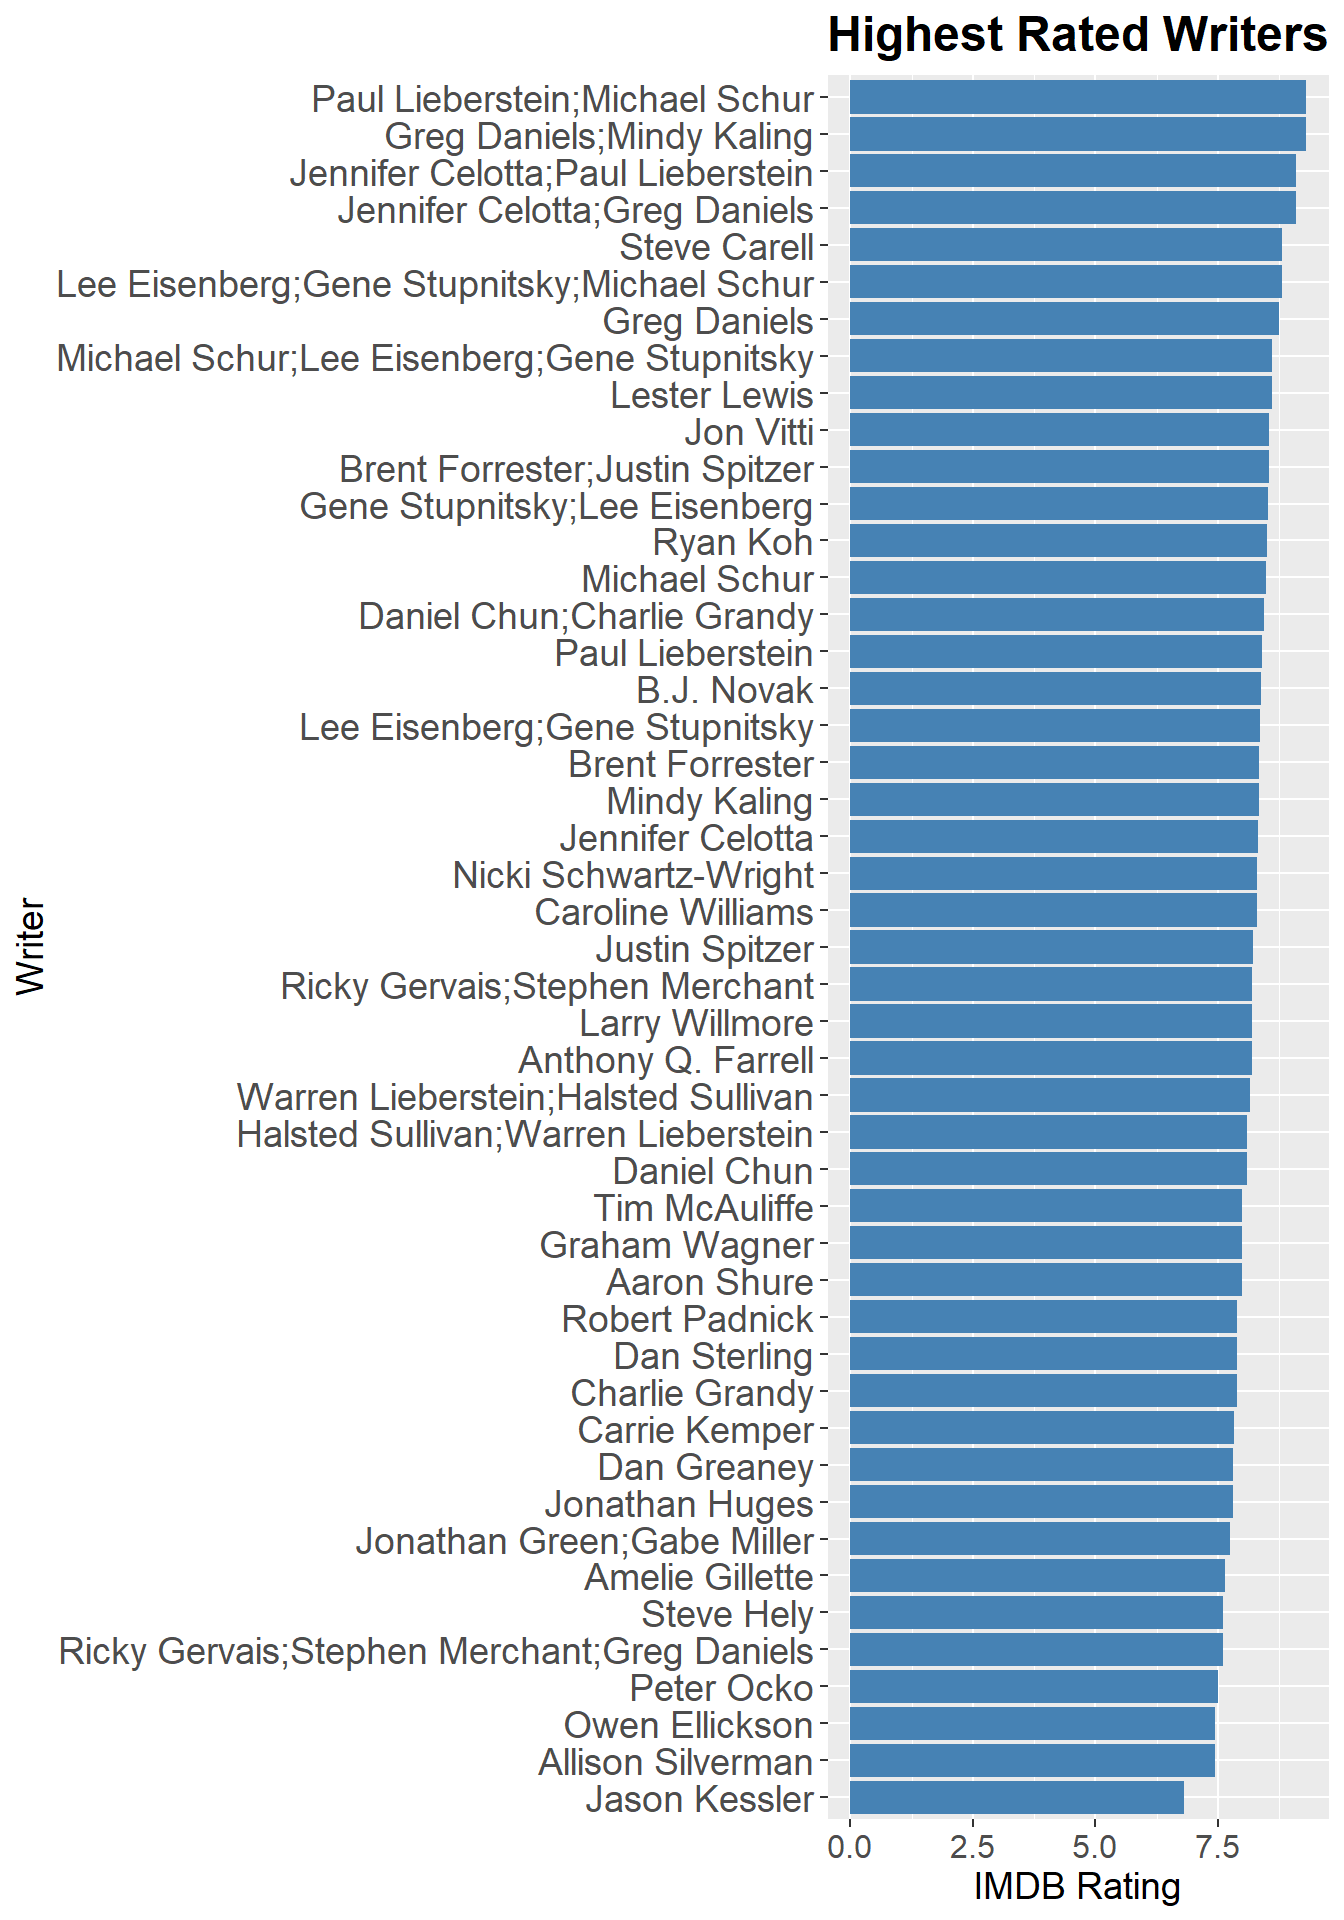 Highest Rated Writers
Paul Lieberstein;Michael Schur
Greg Daniels;Mindy Kaling
Jennifer Celotta;Paul Lieberstein
Jennifer Celotta;Greg Daniels
Steve Carell
Lee Eisenberg;Gene Stupnitsky;Michael Schur
Greg Daniels
Michael Schur;Lee Eisenberg;Gene Stupnitsky
Lester Lewis
Jon Vitti
Brent Forrester;Justin Spitzer
Gene Stupnitsky;Lee Eisenberg
Ryan Koh
Michael Schur
Daniel Chun;Charlie Grandy
Paul Lieberstein
B.J. Novak
Lee Eisenberg;Gene Stupnitsky
Brent Forrester
Mindy Kaling
Jennifer Celotta
Nicki Schwartz-Wright
Caroline Williams
Justin Spitzer
Ricky Gervais;Stephen Merchant
Larry Willmore
Anthony Q. Farrell
Warren Lieberstein;Halsted Sullivan
Halsted Sullivan;Warren Lieberstein
Daniel Chun
Tim McAuliffe
Graham Wagner
Aaron Shure
Robert Padnick
Dan Sterling
Charlie Grandy
Carrie Kemper
Dan Greaney
Jonathan Huges
Jonathan Green;Gabe Miller
Amelie Gillette
Steve Hely
Ricky Gervais;Stephen Merchant;Greg Daniels
Peter Ocko
Owen Ellickson
Allison Silverman
Jason Kessler
Writer
0.0 2.5 5.0 7.5
IMDB Rating